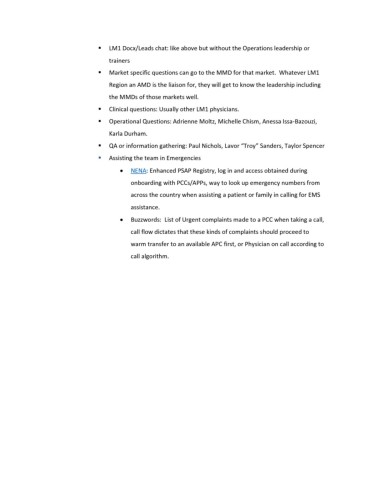 ▪ LM1 Docs/Leads chat: like above but without the Operations leadership or
trainers
▪ Market specific questions can go to the MMD for that market.  Whatever LM1
Region an AMD is the liaison for, they will get to know the leadership including
the MMDs of those markets well.
▪ Clinical questions: Usually other LM1 physicians.
▪ Operational Questions: Adrienne Moltz, Michelle Chism, Anessa Issa-Bazouzi,
Karla Durham.
▪ QA or information gathering: Paul Nichols, Lavor “Troy” Sanders, Taylor Spencer
▪ Assisting the team in Emergencies
• NENA: Enhanced PSAP Registry, log in and access obtained during
onboarding with PCCs/APPs, way to look up emergency numbers from
across the country when assisting a patient or family in calling for EMS
assistance.
• Buzzwords:  List of Urgent complaints made to a PCC when taking a call,
call flow dictates that these kinds of complaints should proceed to
warm transfer to an available APC first, or Physician on call according to
call algorithm.